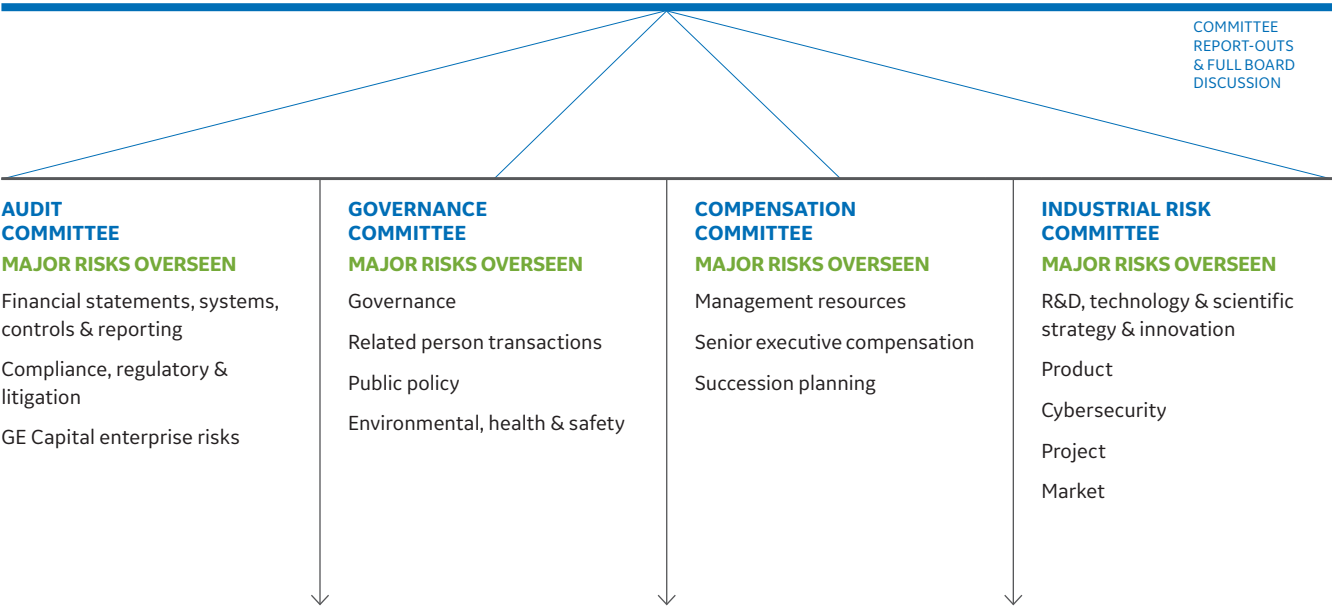 COMMITTEE
REPORT-OUTS
& FULL BOARD
DISCUSSION
AUDIT
COMMITTEE
MAJOR RISKS OVERSEEN
Financial statements, systems,
controls & reporting
Compliance, regulatory &
litigation
GE Capital enterprise risks
GOVERNANCE
COMMITTEE
MAJOR RISKS OVERSEEN
Governance
Related person transactions
Public policy
Environmental, health & safety
COMPENSATION
COMMITTEE
MAJOR RISKS OVERSEEN
Management resources
Senior executive compensation
Succession planning
INDUSTRIAL RISK
COMMITTEE
MAJOR RISKS OVERSEEN
R&D, technology & scientific
strategy & innovation
Product
Cybersecurity
Project
Market